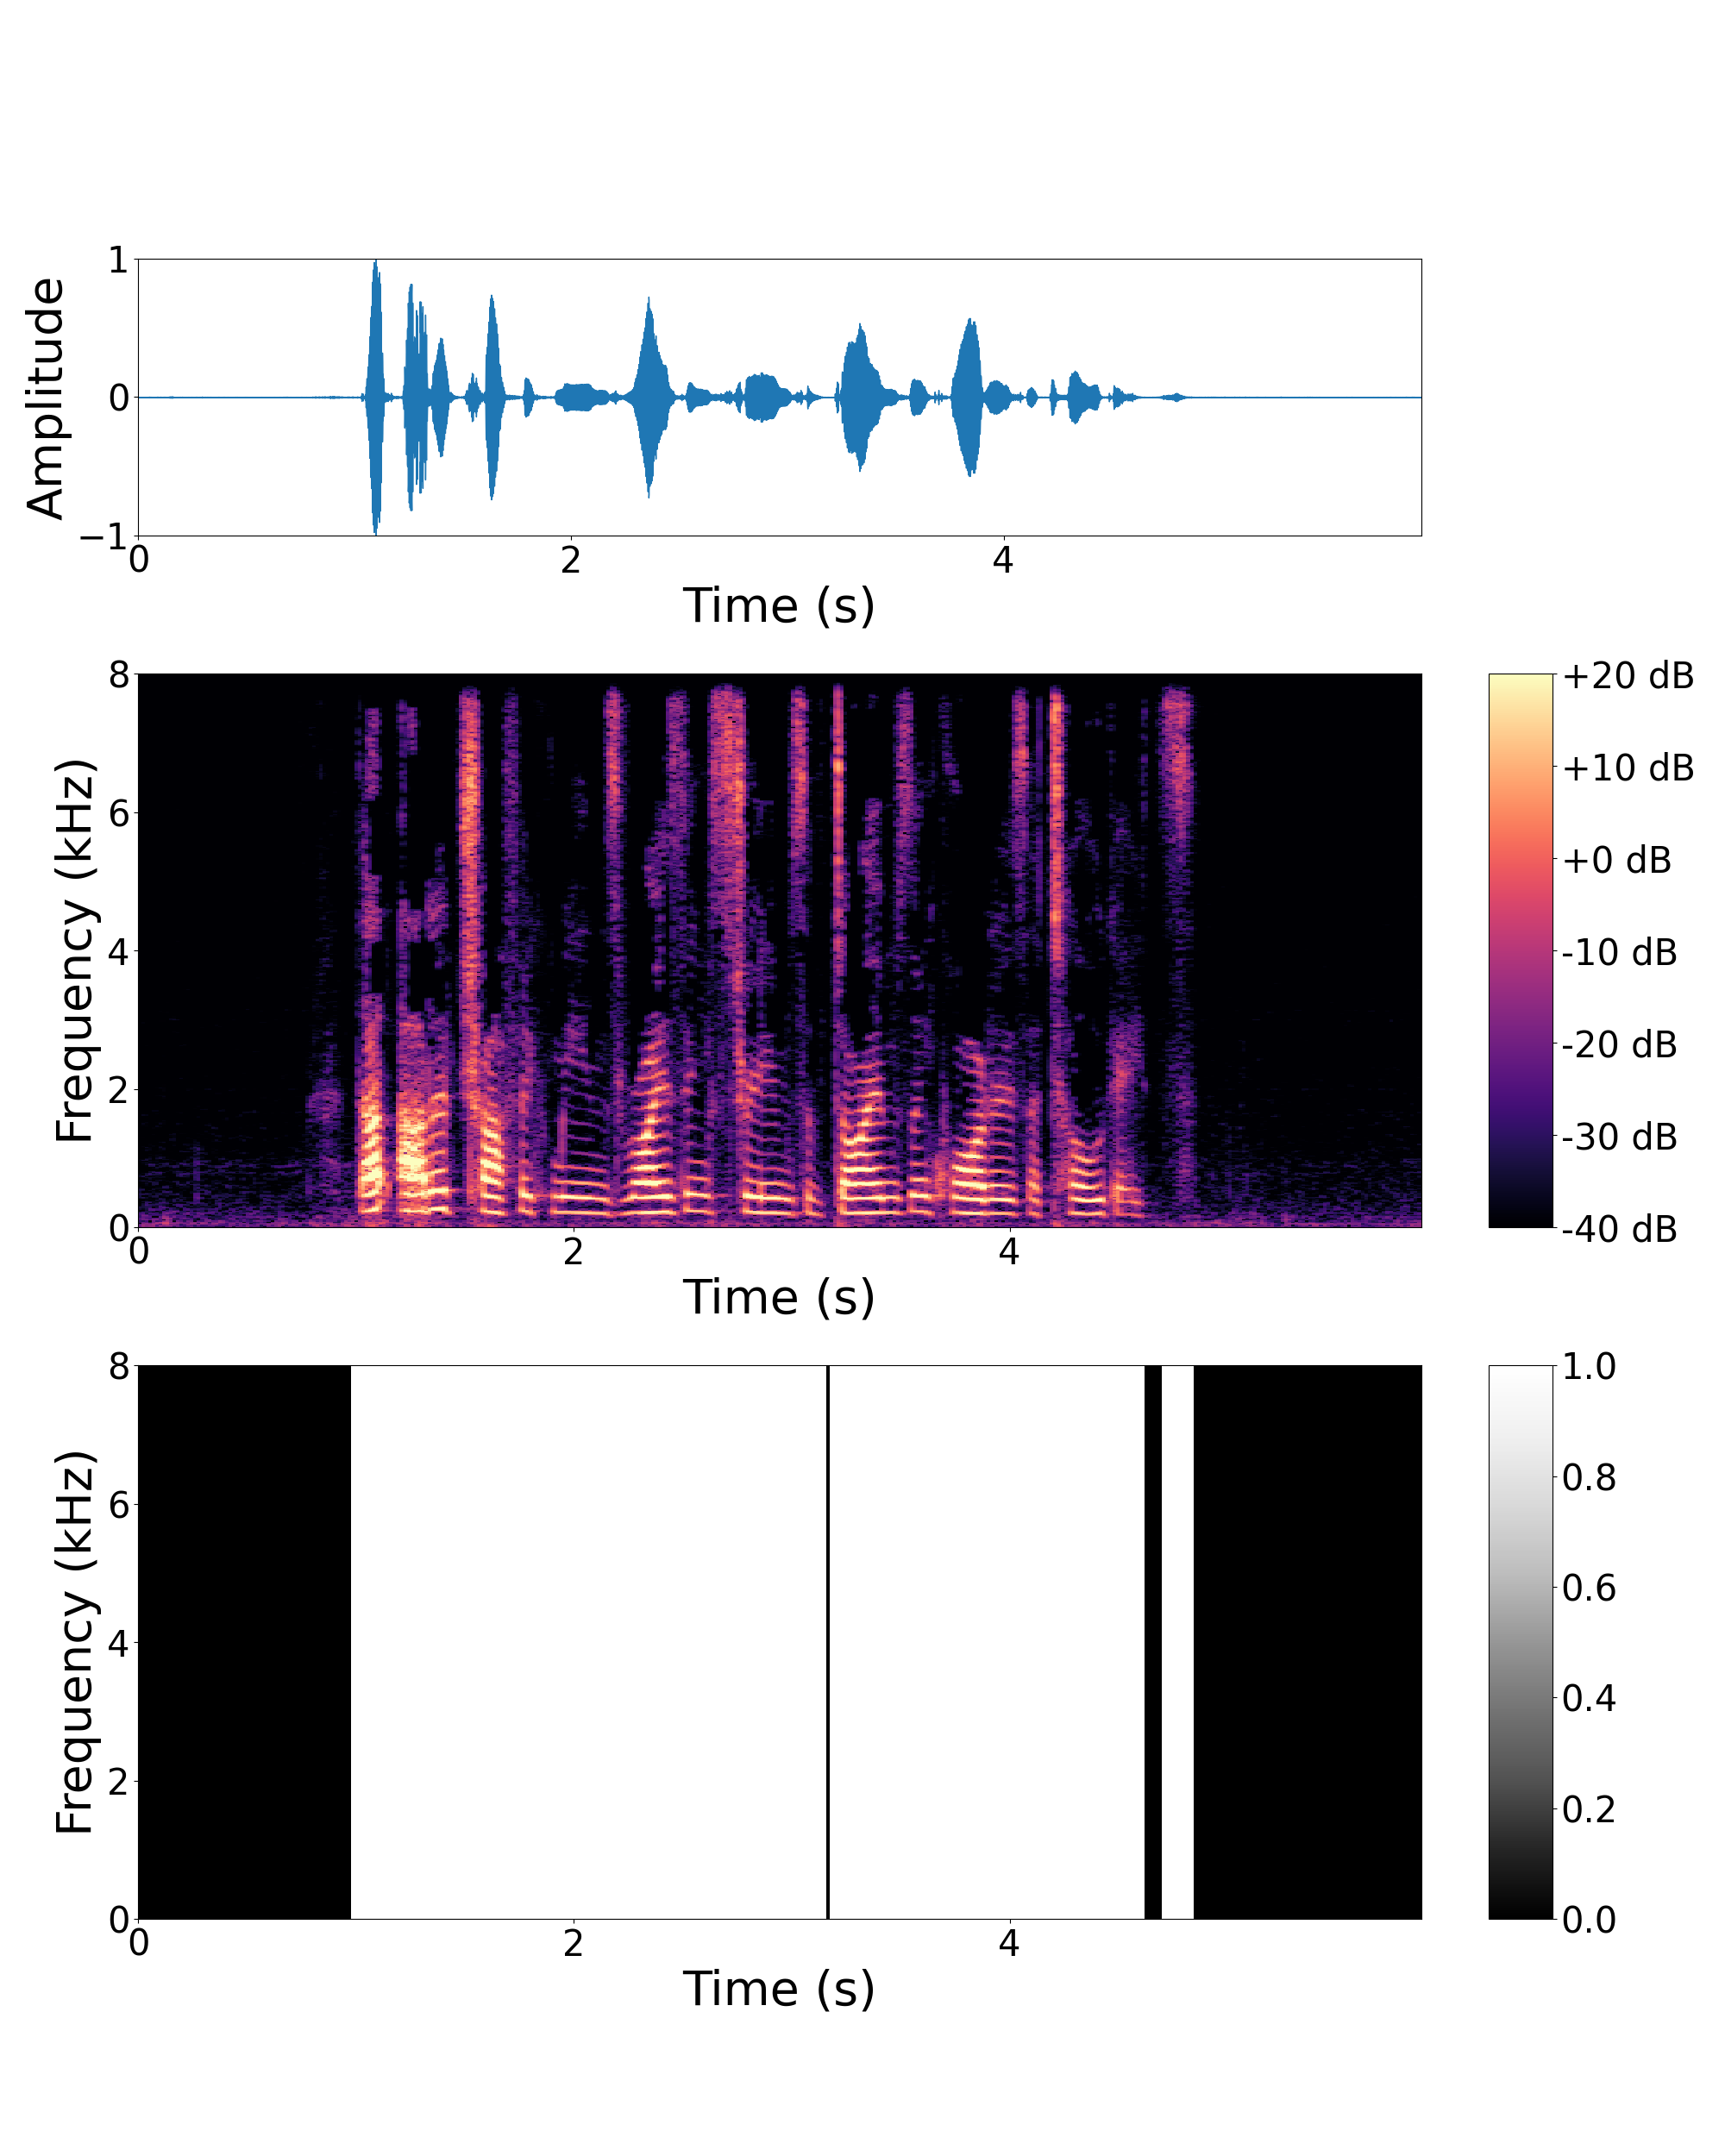 1
0
−1
Amplitude
0 2 4
Time (s)
8
6
4
2
0
Frequency (kHz)
0 2 4
Time (s)
+20 dB
+10 dB
+0 dB
-10 dB
-20 dB
-30 dB
-40 dB
8
6
4
2
0
Frequency (kHz)
0 2 4
Time (s)
1.0
0.8
0.6
0.4
0.2
0.0